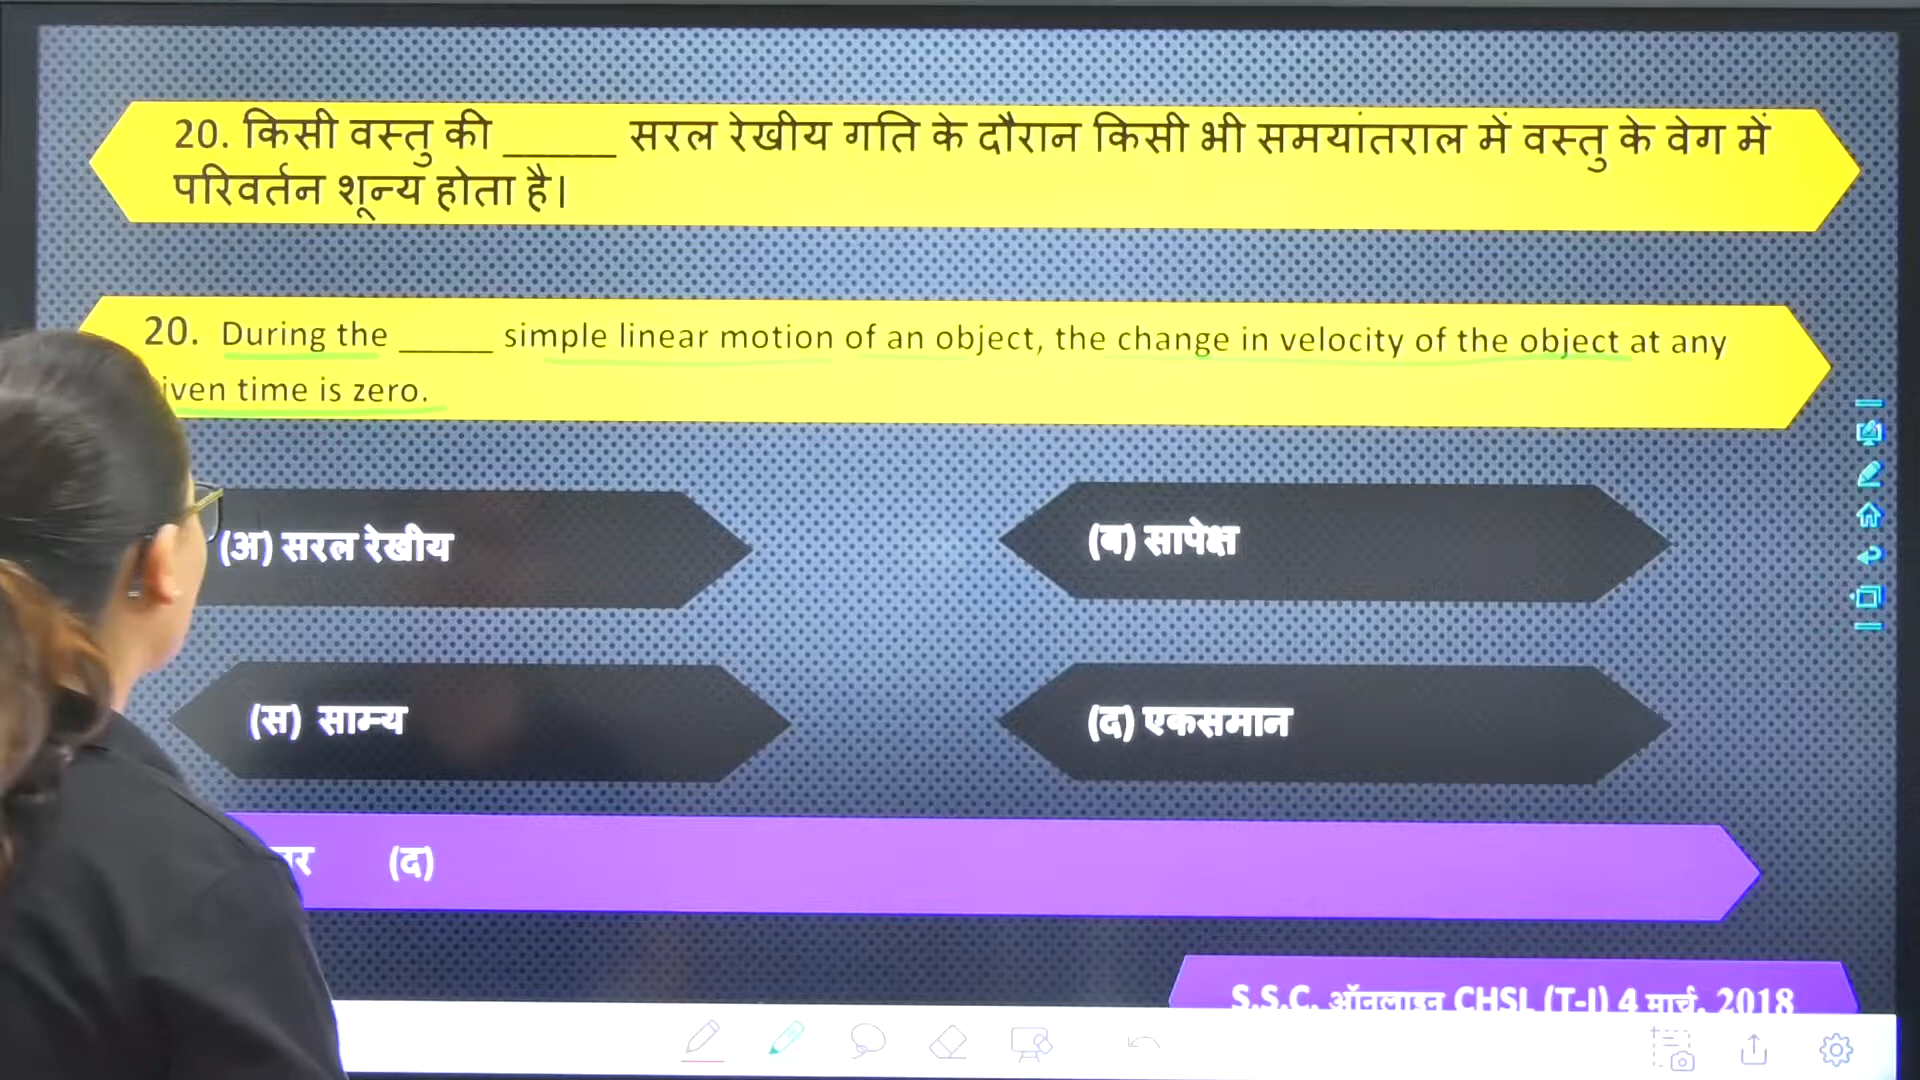 20. किसी वस्तु की ______ सरल रेखीय गति के दौरान किसी भी समयांतराल में वस्तु के वेग में
परिवर्तन शून्य होता है।
20. During the _____ simple linear motion of an object, the change in velocity of the object at any
iven time is zero.
(अ) सरल रेखीय
(ब) सापेक्ष
(स) साम्य
(द) एकसमान
(द)
S.S.C. ऑनलाइन CHSL (T-I) 4 मार्च, 2018